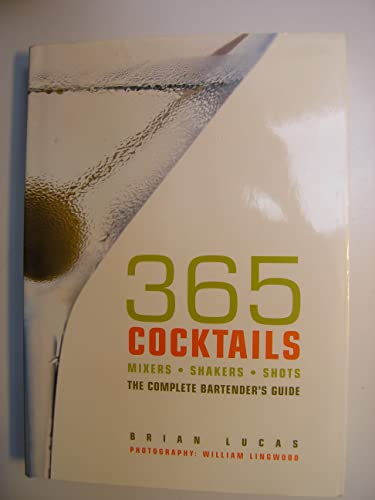 365
COCKTAILS
MIXERS • SHAKERS • SHOTS
THE COMPLETE BARTENDER'S GUIDE
BRIAN LUCAS
PHOTOGRAPHY: WILLIAM LINGWOOD